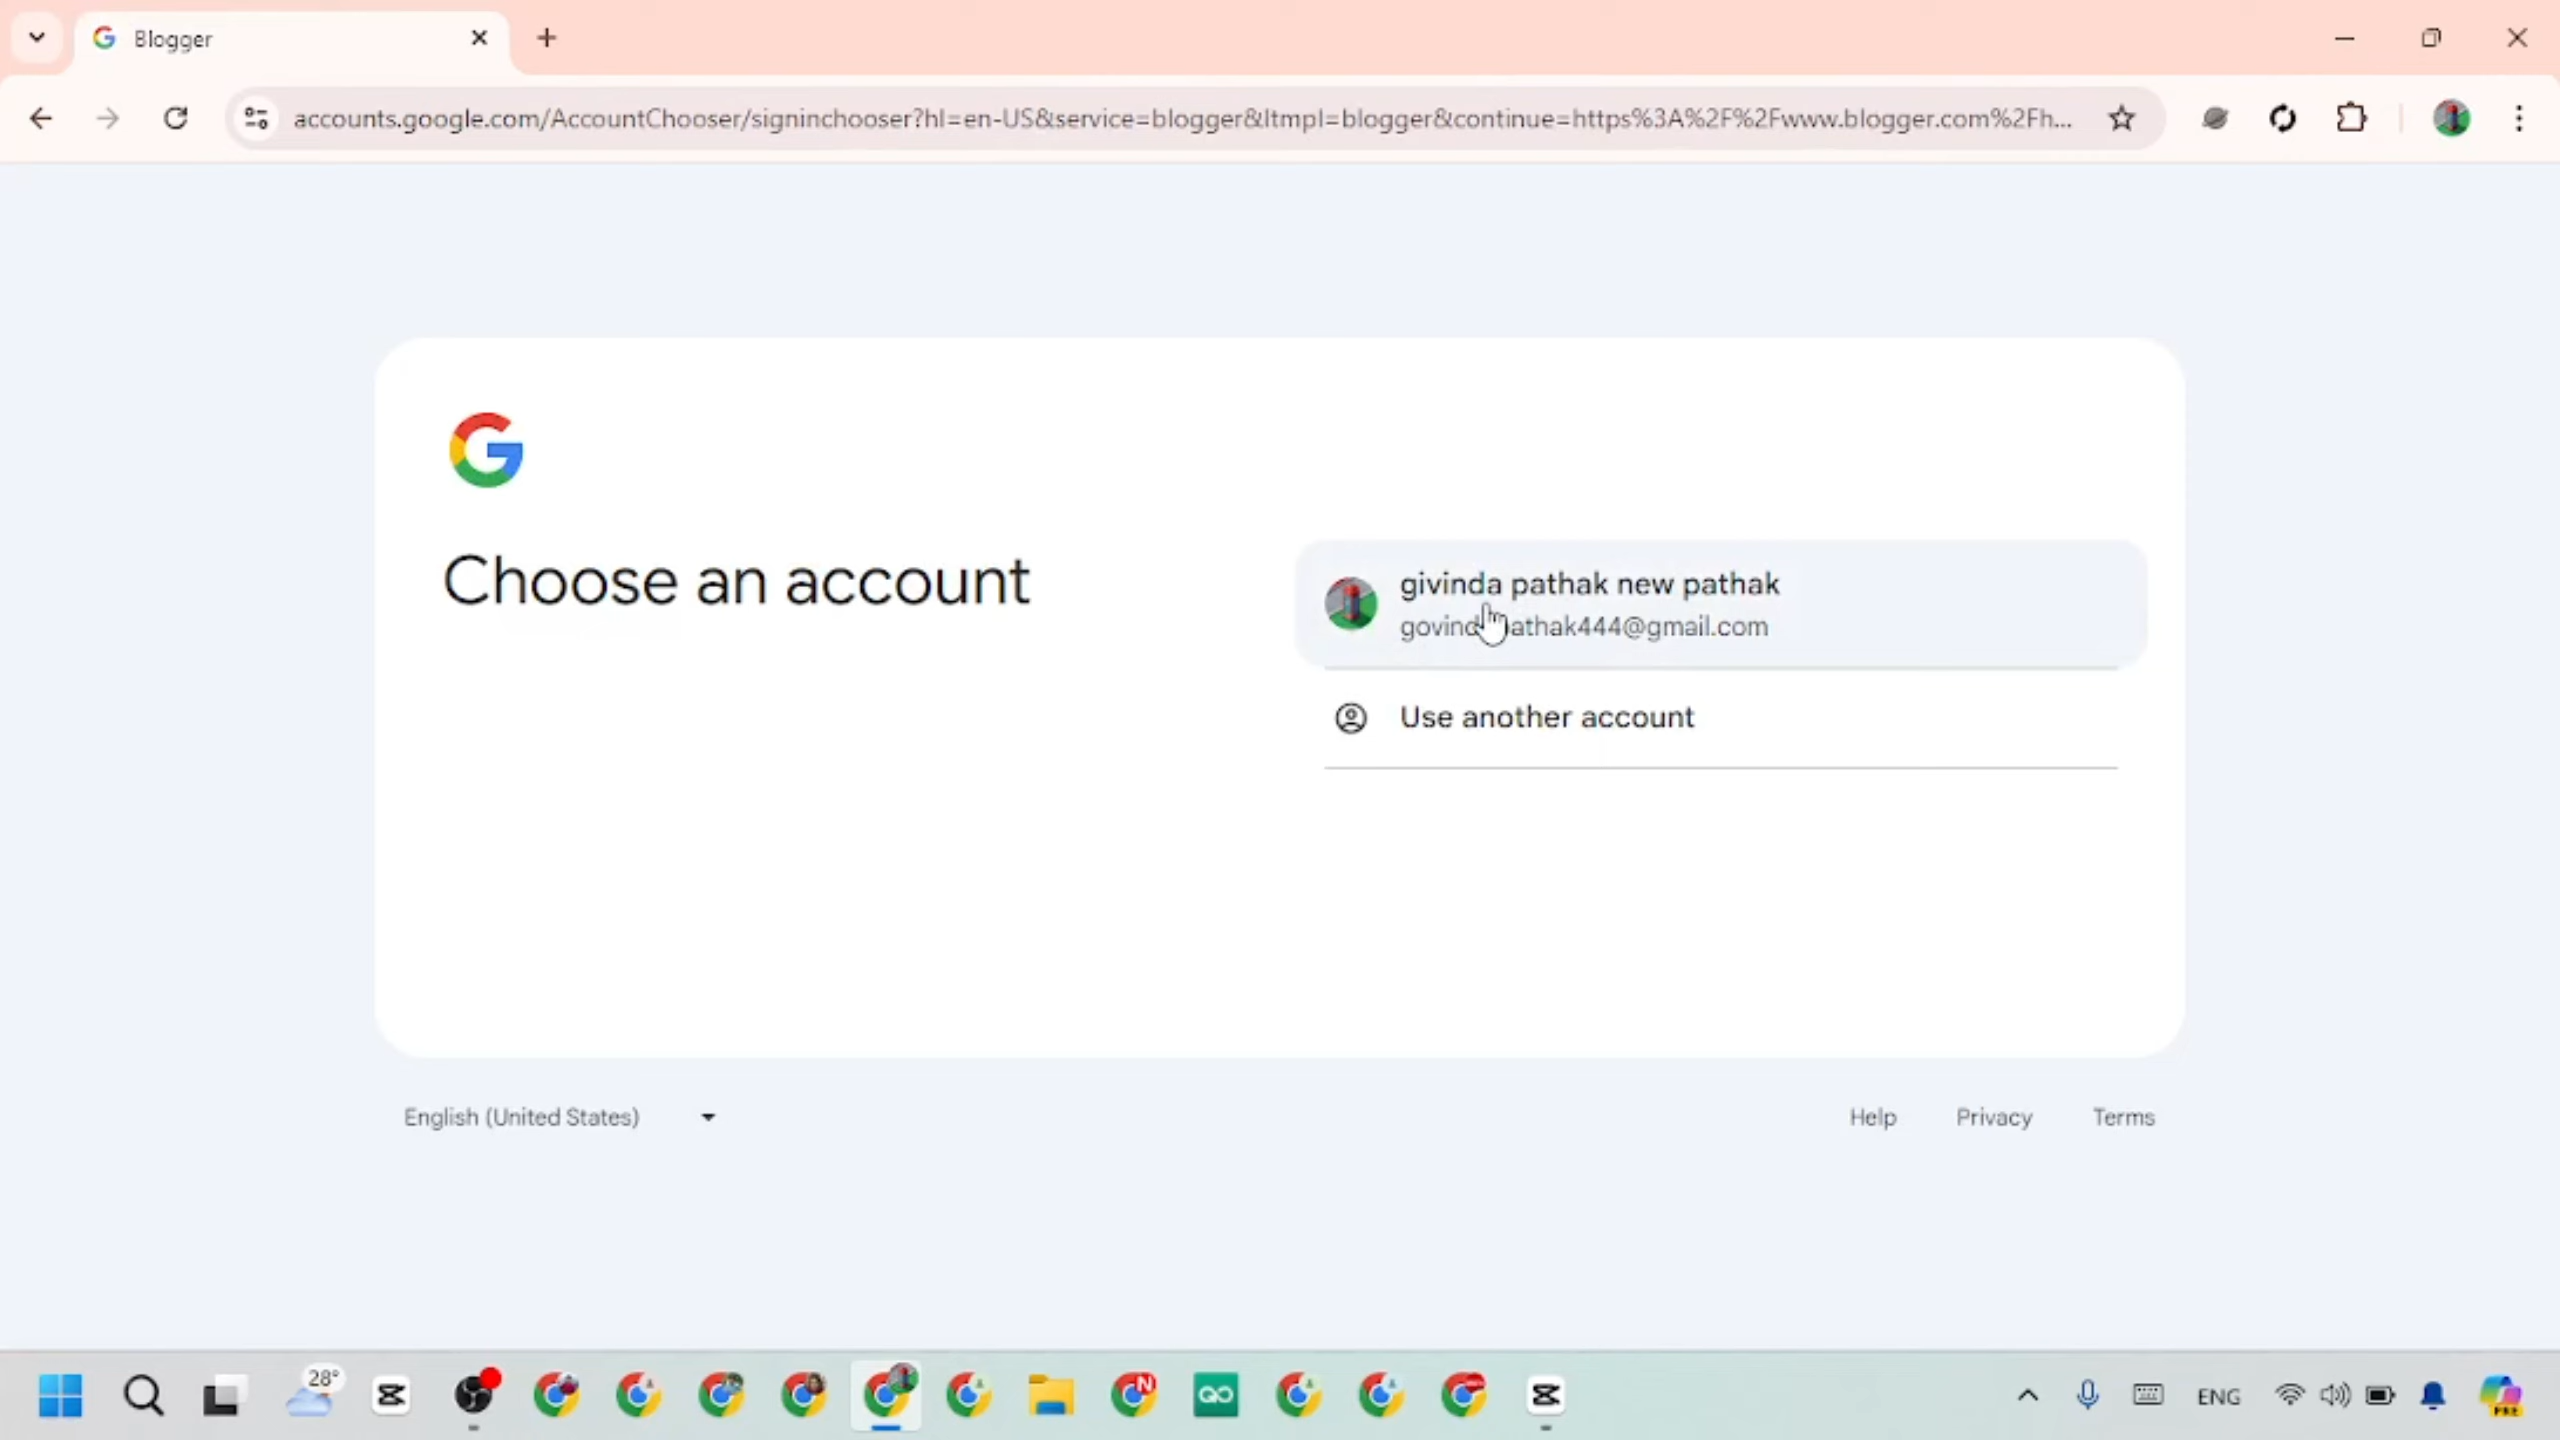 Blogger
accounts.google.com/AccountChooser/signinchooser?hl=en-US&service=blogger&ltmpl=blogger&continue=https%3A%2F%2Fwww.blogger.com%2Fh...
Choose an account
givinda pathak new pathak
@gmail.com
Use another account
English (United States)
Help Privacy Terms
28°
N
ENG
PRE